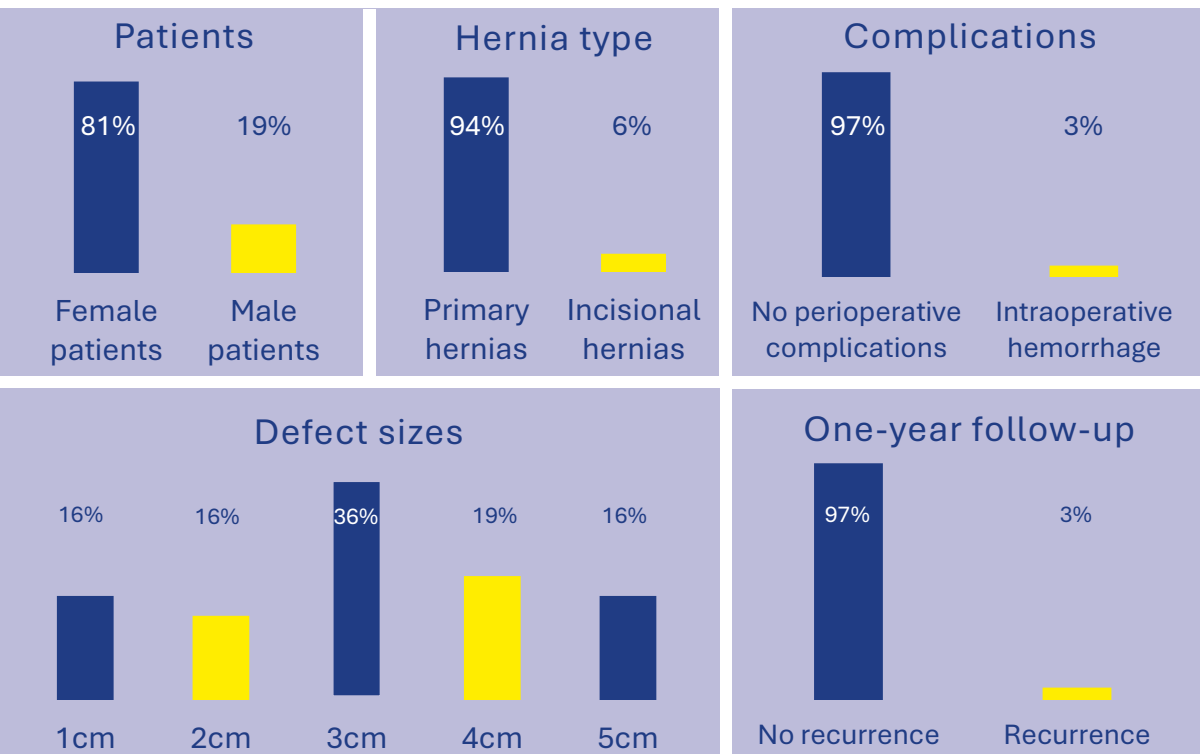 Patients
81%
19%
Female
patients
Male
patients
Hernia type
94%
6%
Primary
hernias
Incisional
hernias
Complications
97%
3%
No perioperative
complications
Intraoperative
hemorrhage
Defect sizes
16%
16%
36%
19%
16%
1cm
2cm
3cm
4cm
5cm
One-year follow-up
97%
3%
No recurrence
Recurrence